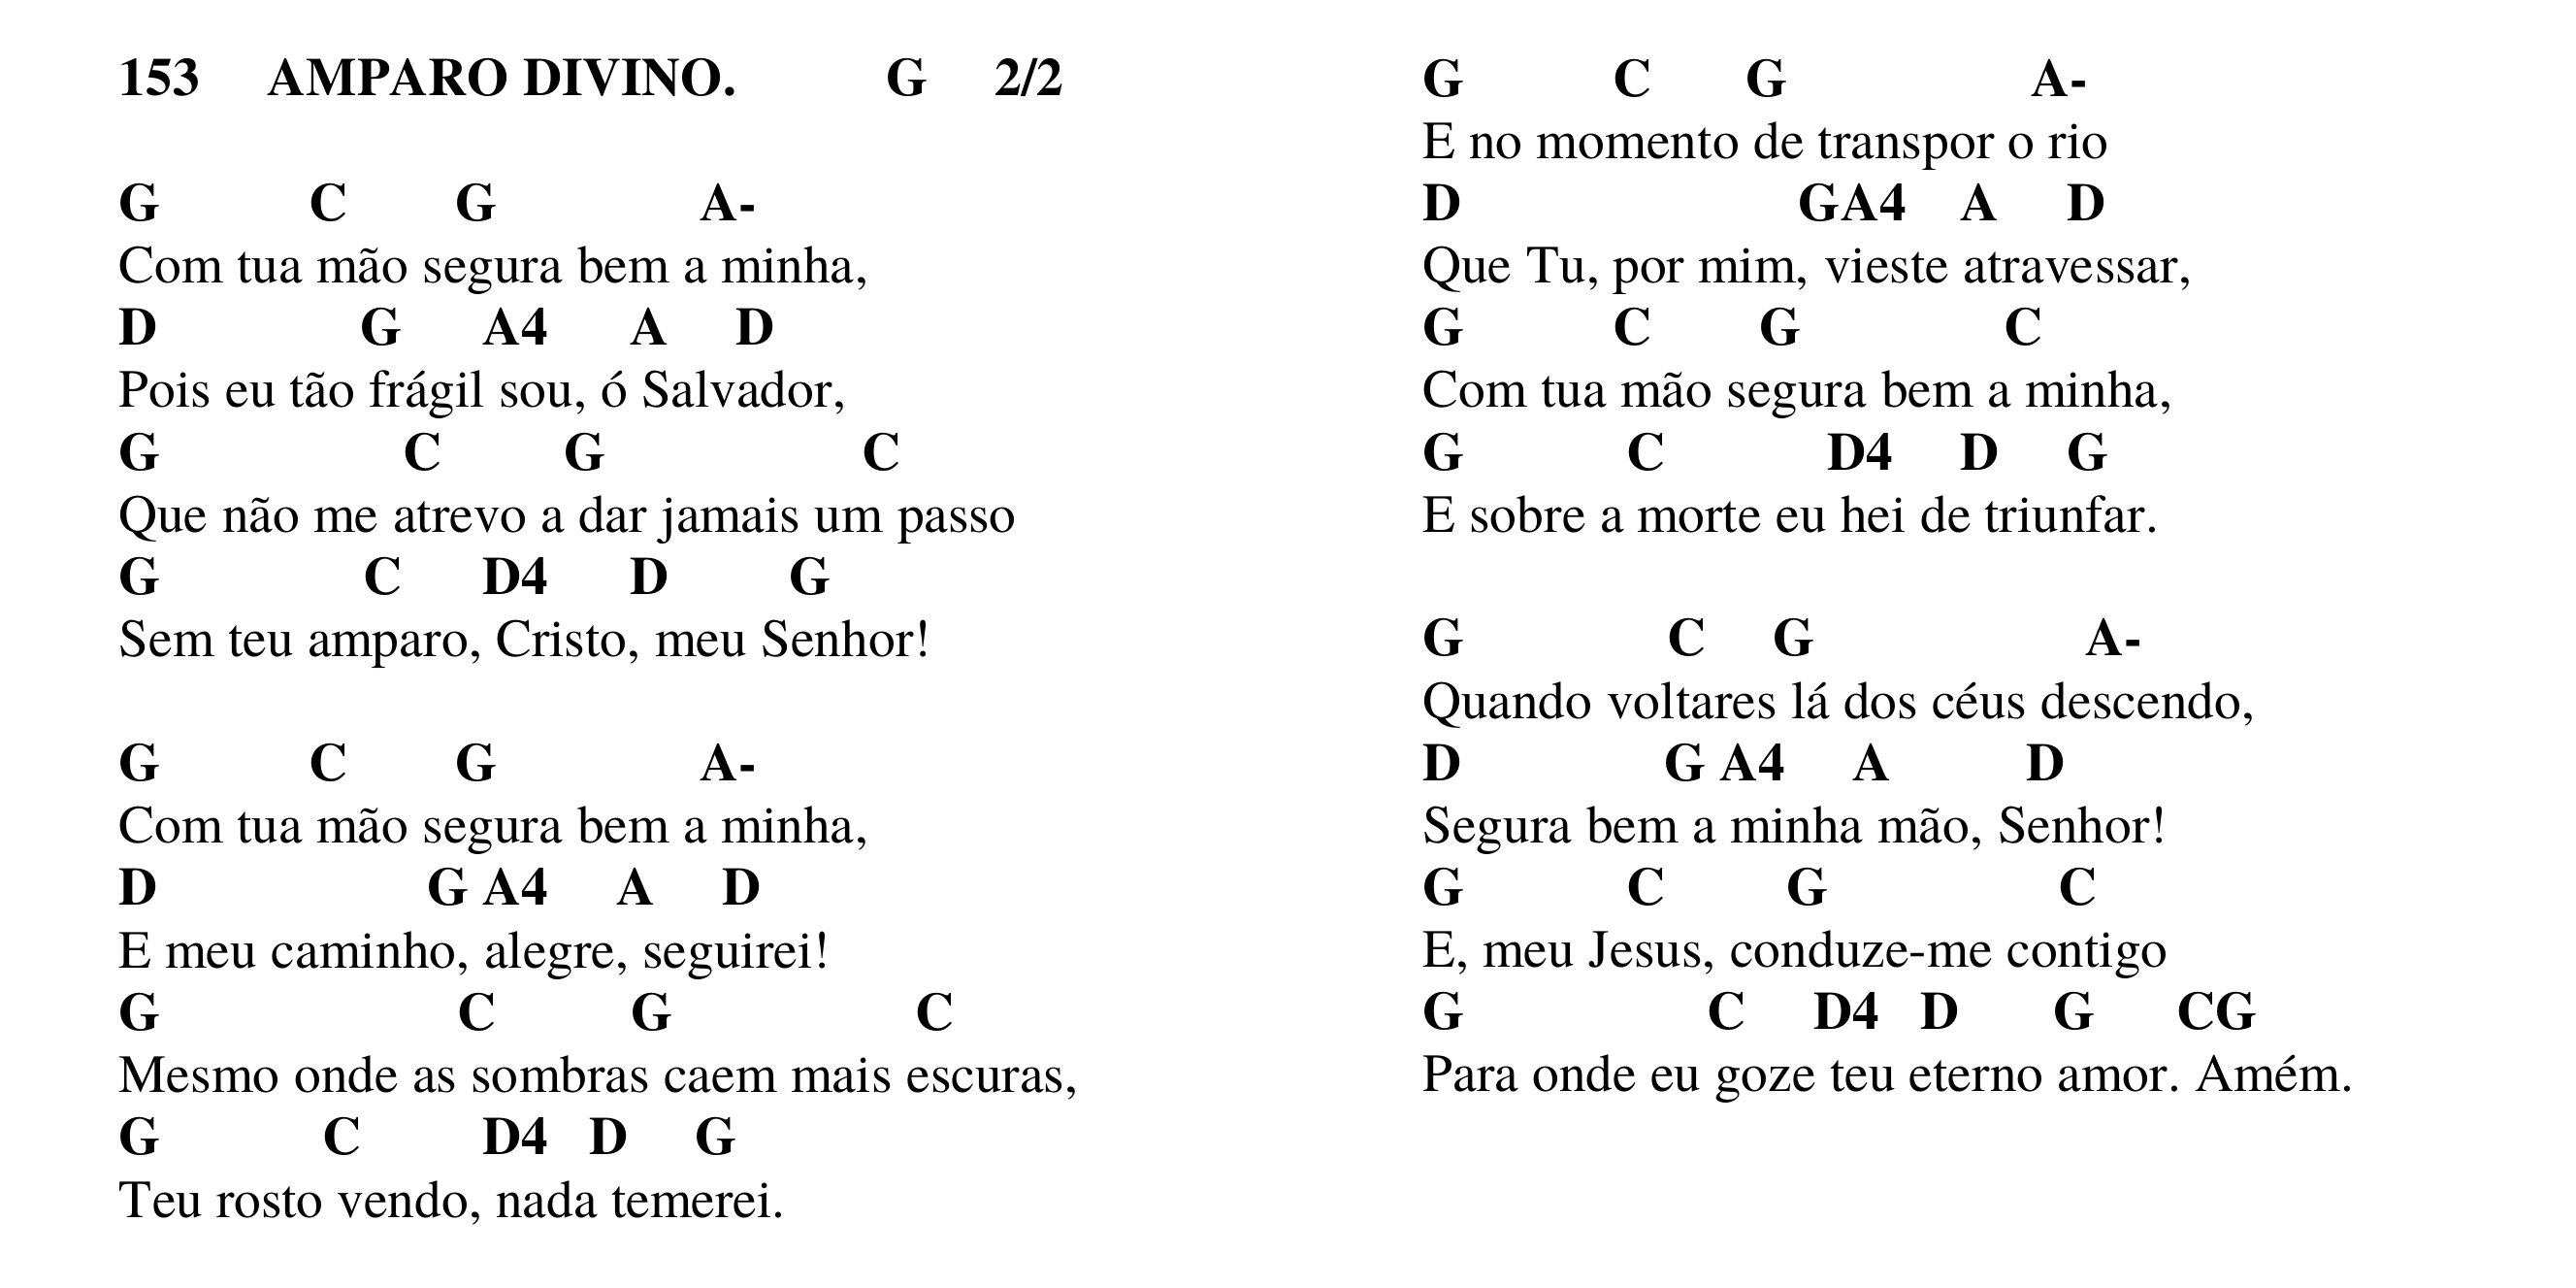 153 AMPARO DIVINO. G 2/2
G C G A-
Com tua mão segura bem a minha,
D G A4 A D
Pois eu tão frágil sou, ó Salvador,
G C G C
Que não me atrevo a dar jamais um passo
G C D4 D G
Sem teu amparo, Cristo, meu Senhor!
G C G A-
Com tua mão segura bem a minha,
D G A4 A D
E meu caminho, alegre, seguirei!
G C G C
Mesmo onde as sombras caem mais escuras,
G C D4 D G
Teu rosto vendo, nada temerei.
G C G A-
E no momento de transpor o rio
D GA4 A D
Que Tu, por mim, vieste atravessar,
G C G C
Com tua mão segura bem a minha,
G C D4 D G
E sobre a morte eu hei de triunfar.
G C G A-
Quando voltares lá dos céus descendo,
D G A4 A D
Segura bem a minha mão, Senhor!
G C G C
E, meu Jesus, conduze-me contigo
G C D4 D G CG
Para onde eu goze teu eterno amor. Amém.